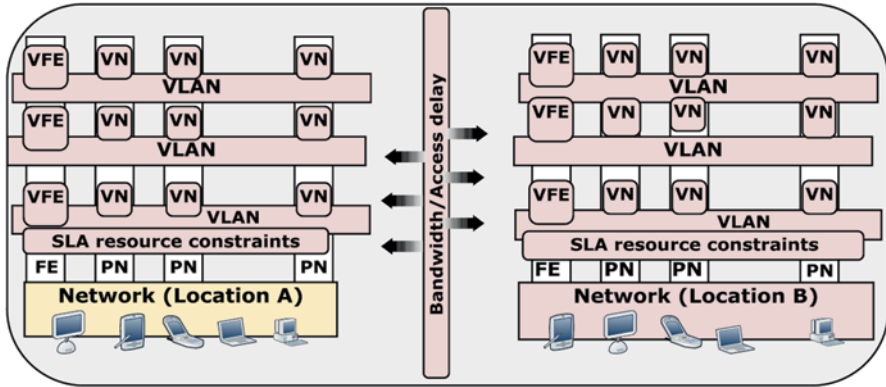 VFE VN VN VN
VLAN
VFE VN VN VN
VLAN
VFE VN VN VN
VLAN
SLA resource constraints
FE PN PN PN
Network (Location A)
Bandwidth/Access delay
VFE VN VN VN
VLAN
VFE VN VN VN
VLAN
VFE VN VN VN
VLAN
SLA resource constraints
FE PN PN PN
Network (Location B)